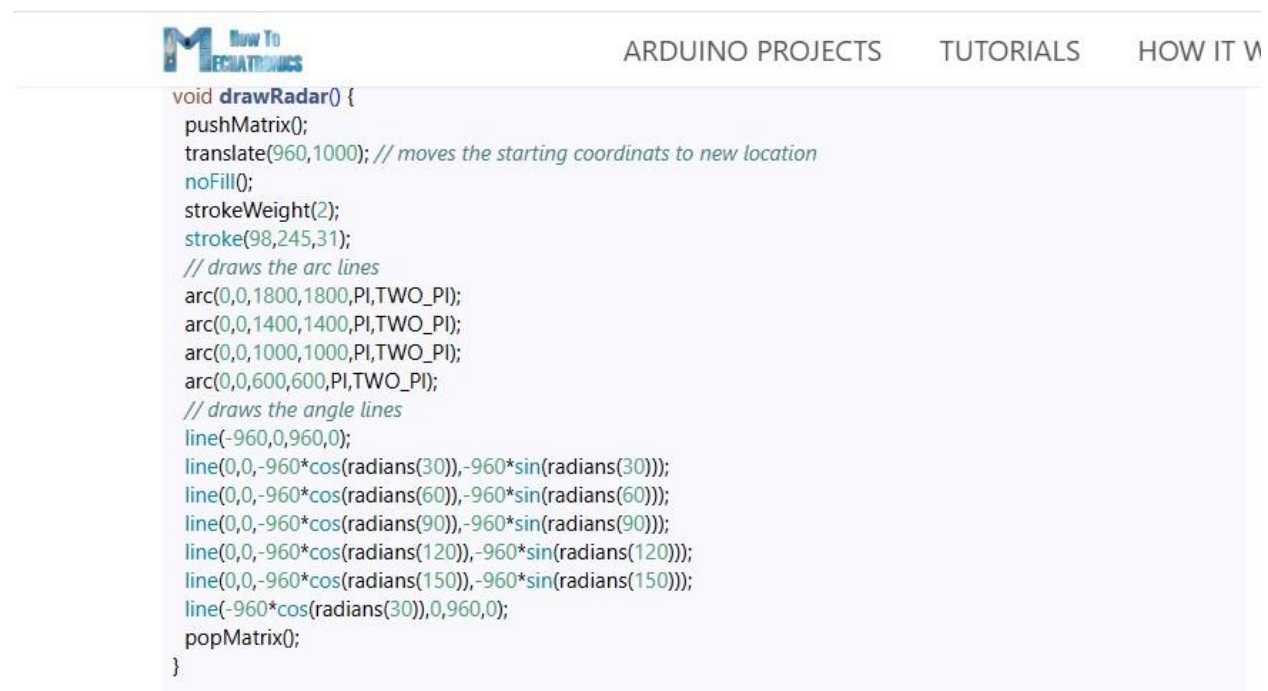 How To
MECHATRONICS
ARDUINO PROJECTS TUTORIALS HOW IT W
void drawRadar() {
pushMatrix();
translate(960,1000); // moves the starting coordinats to new location
noFill();
strokeWeight(2);
stroke(98,245,31);
// draws the arc lines
arc(0,0,1800,1800,PI,TWO_PI);
arc(0,0,1400,1400,PI,TWO_PI);
arc(0,0,1000,1000,PI,TWO_PI);
arc(0,0,600,600,PI,TWO_PI);
// draws the angle lines
line(-960,0,960,0);
line(0,0,-960*cos(radians(30)),-960*sin(radians(30)));
line(0,0,-960*cos(radians(60)),-960*sin(radians(60)));
line(0,0,-960*cos(radians(90)),-960*sin(radians(90)));
line(0,0,-960*cos(radians(120)),-960*sin(radians(120)));
line(0,0,-960*cos(radians(150)),-960*sin(radians(150)));
line(-960*cos(radians(30)),0,960,0);
popMatrix();
}